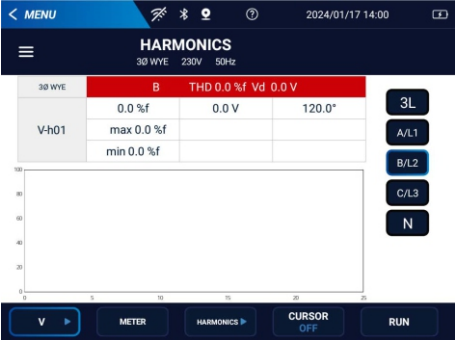 < MENU 2024/01/17 14:00
HARMONICS
3Ø WYE 230V 50Hz
3Ø WYE B THD 0.0 %f Vd 0.0 V
V-h01 0.0 %f 0.0 V 120.0°
max 0.0 %f
min 0.0 %f
3L
A/L1
B/L2
C/L3
N
100
80
60
40
20
0
0 5 10 15 20 25
V METER HARMONICS CURSOR OFF RUN